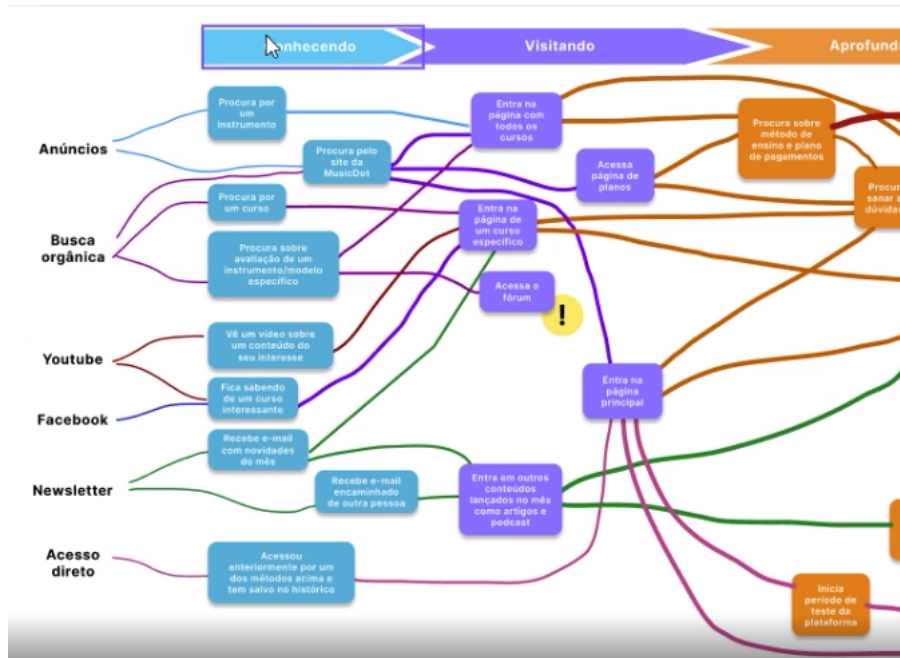 Conhecendo
Visitando
Aprofunda
Anúncios
Busca
orgânica
Youtube
Facebook
Newsletter
Acesso
direto
Procura por
um
instrumento
Procura pelo
site da
MusicDot
Procura por
um curso
Procura sobre
avaliação de um
instrumento/modelo
específico
Vê um vídeo sobre
um conteúdo do
seu interesse
Fica sabendo
de um curso
interessante
Recebe e-mail
com novidades
do mês
Recebe e-mail
encaminhado
de outra pessoa
Acessou
anteriormente por um
dos métodos acima e
tem salvo no histórico
Entra na
página com
todos os
cursos
Acessa
página de
planos
Entra na
página de
um curso
específico
Acessa o
fórum
!
Entra na
página
principal
Entra em outros
conteúdos
lançados no mês
como artigos e
podcast
Procura sobre
método de
ensino e plano
de pagamentos
Procur
sanar a
dúvidas
Inicia
período de
teste da
plataforma